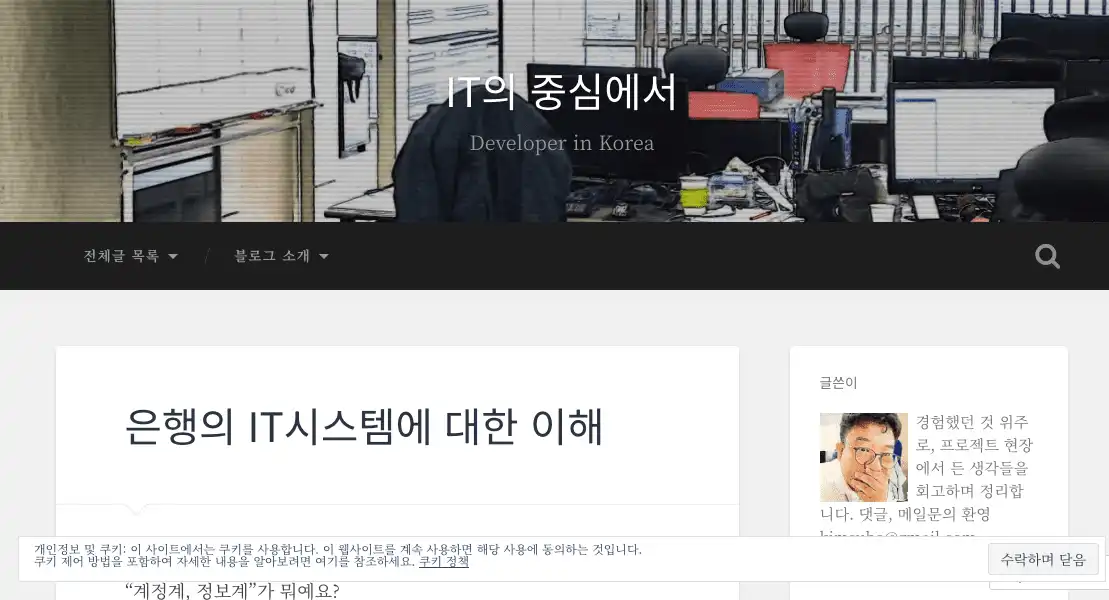 IT의 중심에서
Developer in Korea
전체글 목록
블로그 소개
은행의 IT시스템에 대한 이해
글쓴이
경험했던 것 위주
로, 프로젝트 현장
에서 든 생각들을
회고하며 정리합
니다. 댓글, 메일문의 환영
개인정보 및 쿠키: 이 사이트에서는 쿠키를 사용합니다. 이 웹사이트를 계속 사용하면 해당 사용에 동의하는 것입니다.
쿠키 제어 방법을 포함하여 자세한 내용을 알아보려면 여기를 참조하세요. 쿠키 정책
수락하며 닫음
“계정계, 정보계”가 뭐예요?